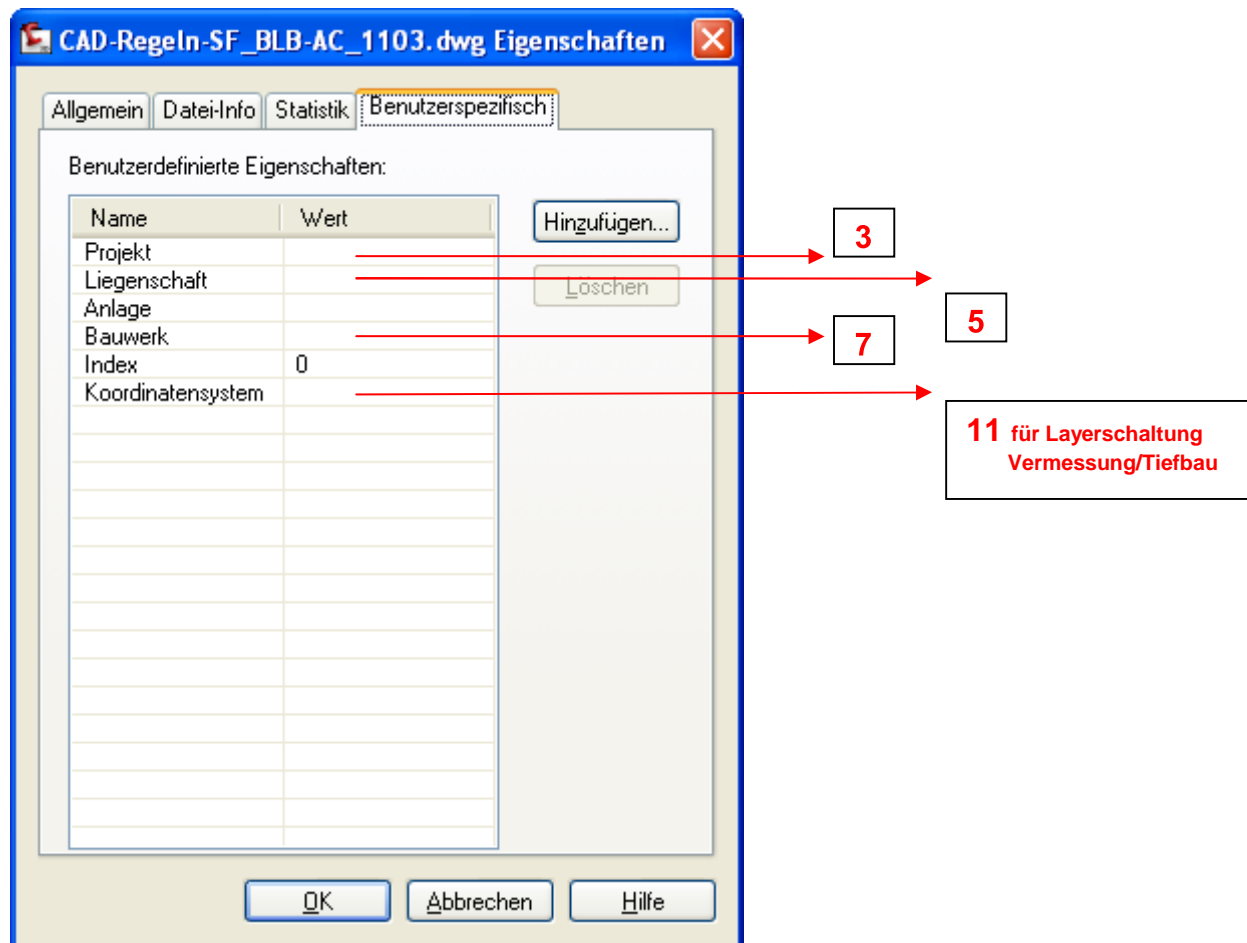 CAD-Regeln-SF_BLB-AC_1103.dwg Eigenschaften
Allgemein Datei-Info Statistik Benutzerspezifisch
Benutzerdefinierte Eigenschaften:
Name Wert
Hinzufügen...
Projekt
3
Liegenschaft
Löschen
5
Anlage
Bauwerk
7
Index 0
Koordinatensystem
11 für Layerschaltung
Vermessung/Tiefbau
OK Abbrechen Hilfe